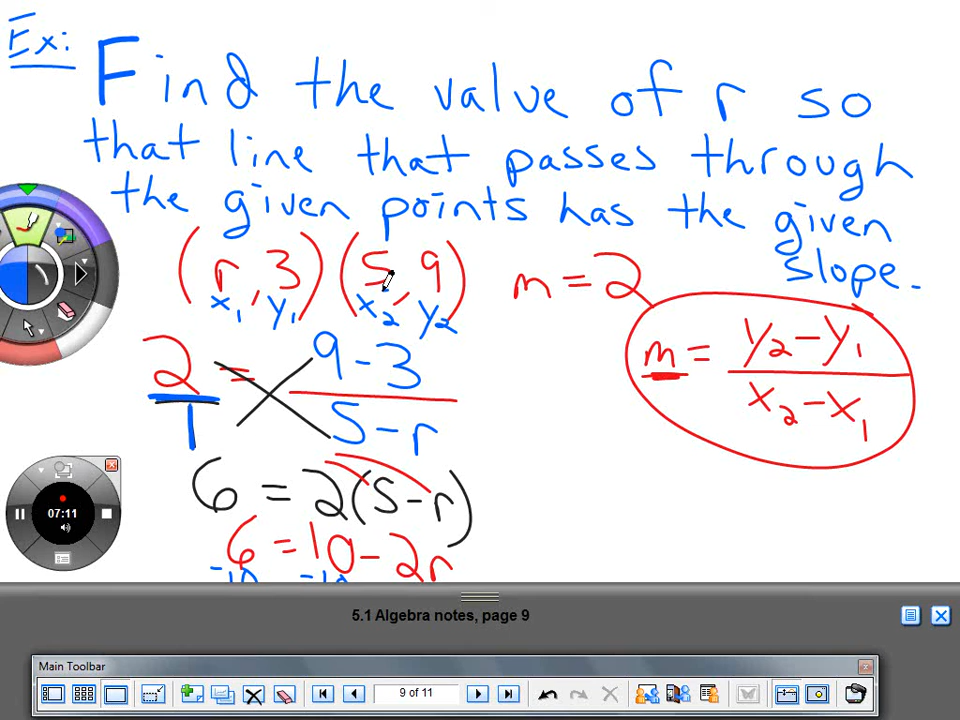 Ex:
Find the value of r so
that line that passes through
the given points has the given
slope.
(r, 3) (5, 9) m = 2
x₁ y₁ x₂ y₂
m = y₂ - y₁ / x₂ - x₁
2/1 = 9 - 3 / 5 - r
6 = 2(5 - r)
6 = 10 - 2r
-10 -10
07:11
5.1 Algebra notes, page 9
Main Toolbar
9 of 11